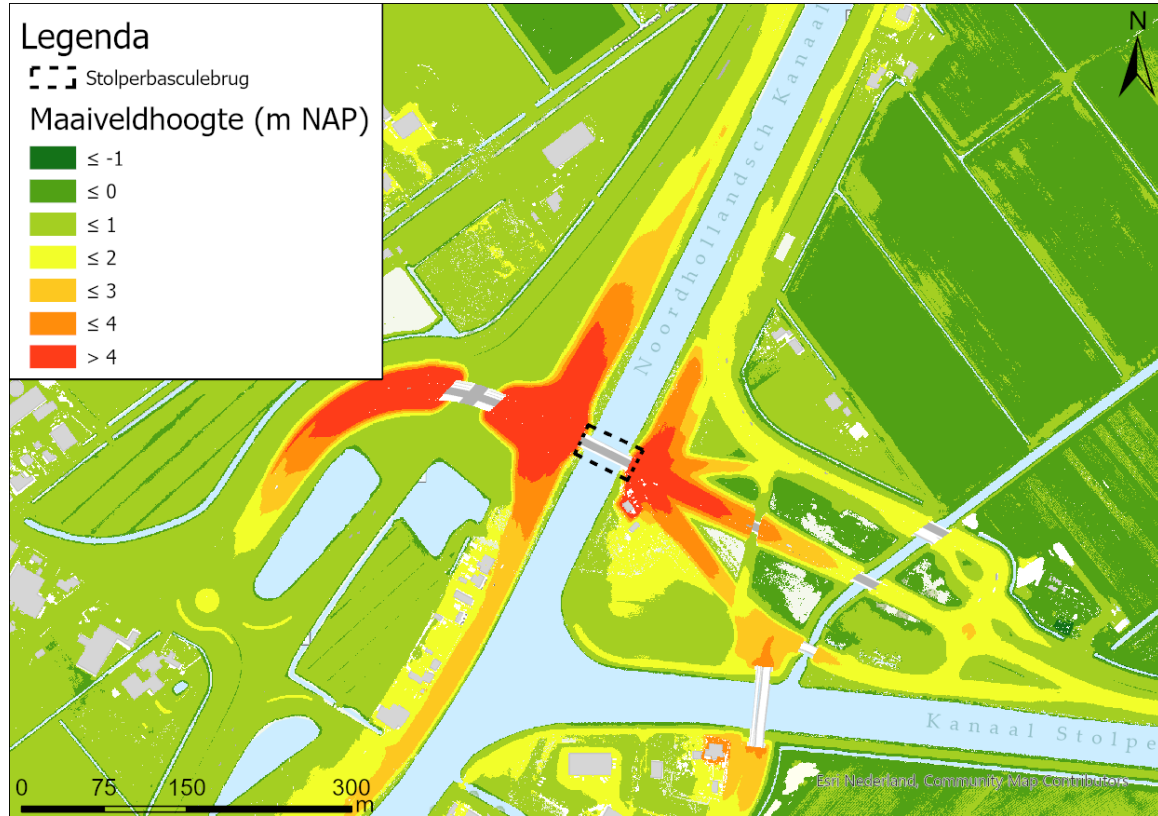 Legenda
Stolperbasculebrug
Maaiveldhoogte (m NAP)
≤ -1
≤ 0
≤ 1
≤ 2
≤ 3
≤ 4
> 4
N
Noordhollandsch Kanaal
Kanaal Stolpe
0 75 150 300
m
Esri Nederland, Community Map Contributors